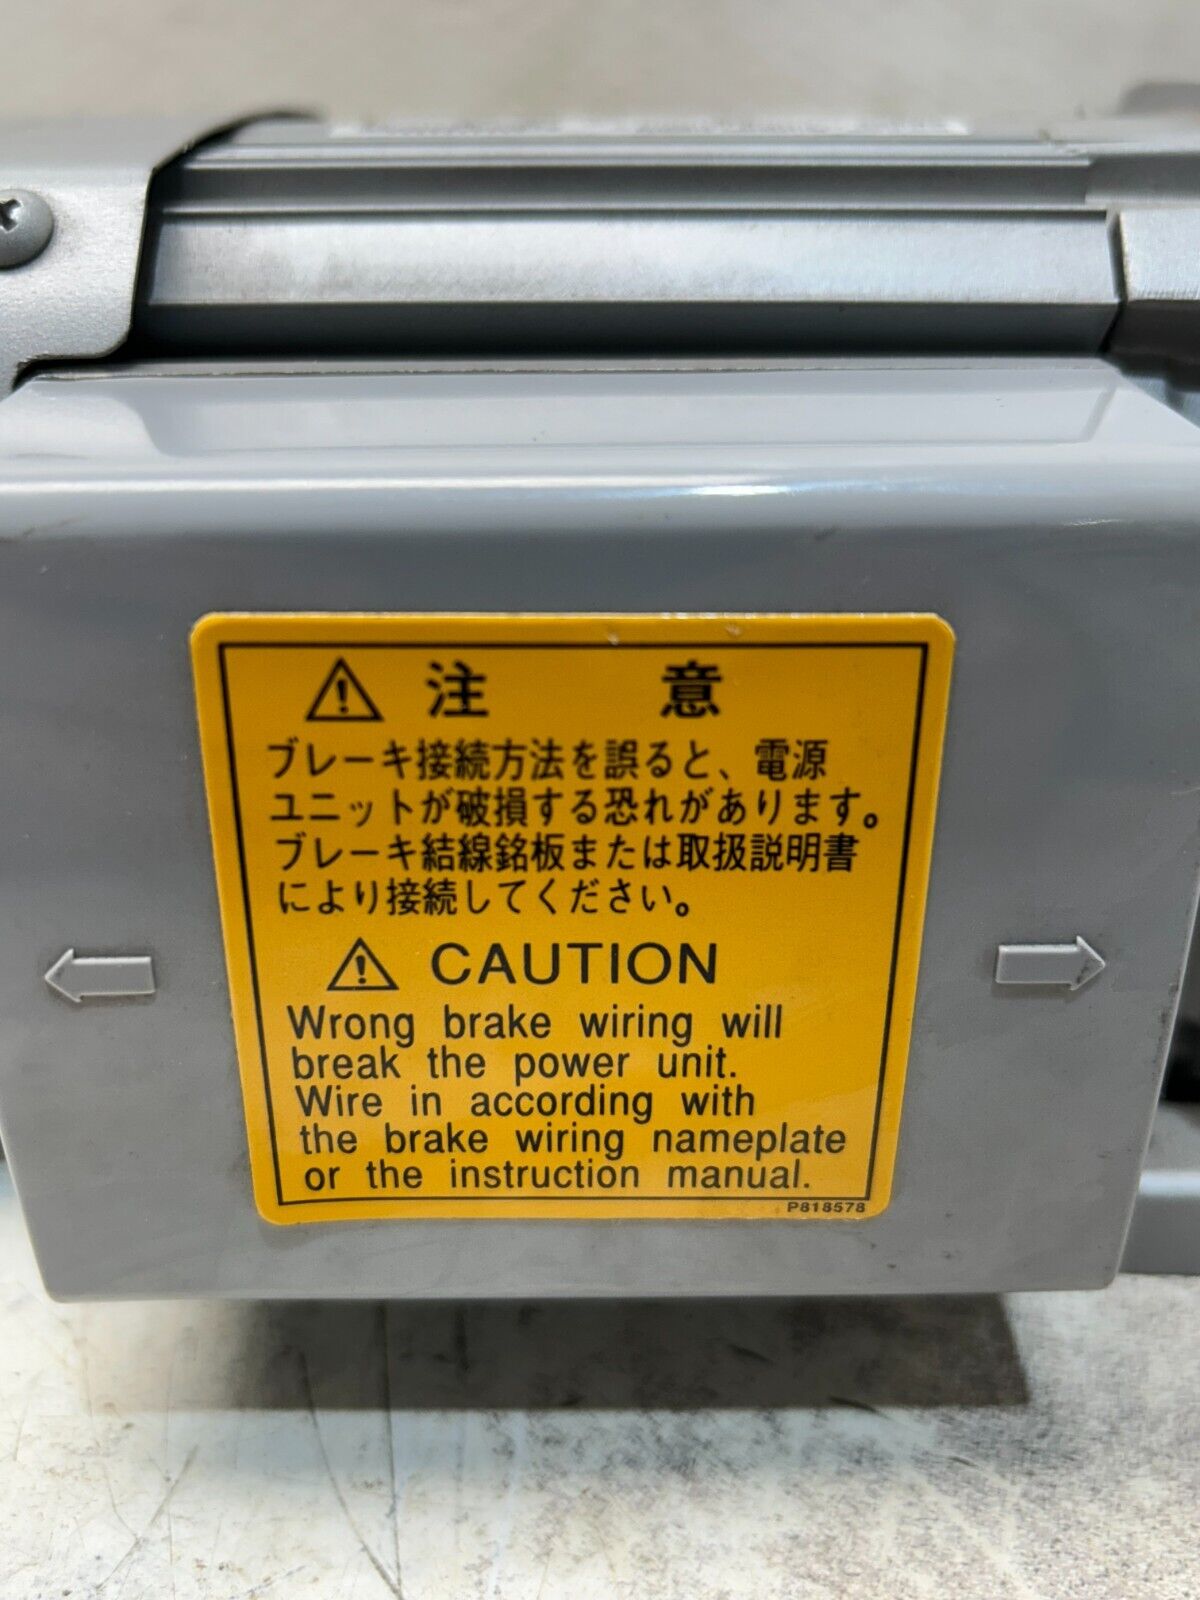 注 意
ブレーキ接続方法を誤ると、電源
ユニットが破損する恐れがあります。
ブレーキ結線銘板または取扱説明書
により接続してください。
CAUTION
Wrong brake wiring will
break the power unit.
Wire in according with
the brake wiring nameplate
or the instruction manual.
P818578